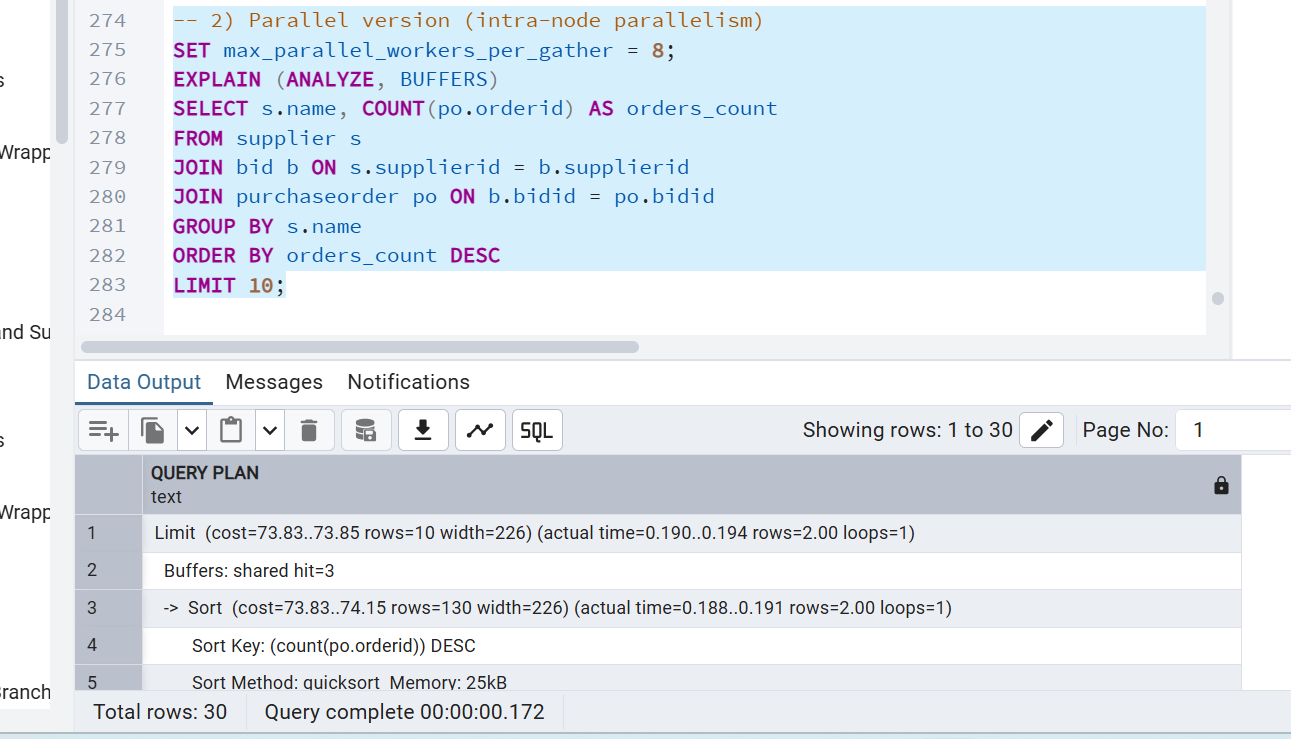 274 -- 2) Parallel version (intra-node parallelism)
275 SET max_parallel_workers_per_gather = 8;
276 EXPLAIN (ANALYZE, BUFFERS)
277 SELECT s.name, COUNT(po.orderid) AS orders_count
278 FROM supplier s
279 JOIN bid b ON s.supplierid = b.supplierid
280 JOIN purchaseorder po ON b.bidid = po.bidid
281 GROUP BY s.name
282 ORDER BY orders_count DESC
283 LIMIT 10;
284
s
Wrapp
and Su
s
Wrapp
Branch
Data Output Messages Notifications
SQL Showing rows: 1 to 30 Page No: 1
QUERY PLAN
text
1 Limit (cost=73.83..73.85 rows=10 width=226) (actual time=0.190..0.194 rows=2.00 loops=1)
2 Buffers: shared hit=3
3 -> Sort (cost=73.83..74.15 rows=130 width=226) (actual time=0.188..0.191 rows=2.00 loops=1)
4 Sort Key: (count(po.orderid)) DESC
5 Sort Method: quicksort Memory: 25kB
Total rows: 30 Query complete 00:00:00.172